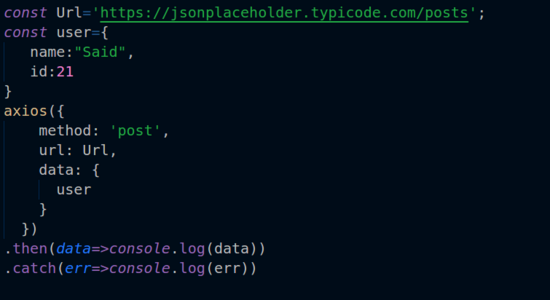 const Url='https://jsonplaceholder.typicode.com/posts';
const user={
   name:"Said",
   id:21
}
axios({
    method: 'post',
    url: Url,
    data: {
      user
    }
  })
.then(data=>console.log(data))
.catch(err=>console.log(err))